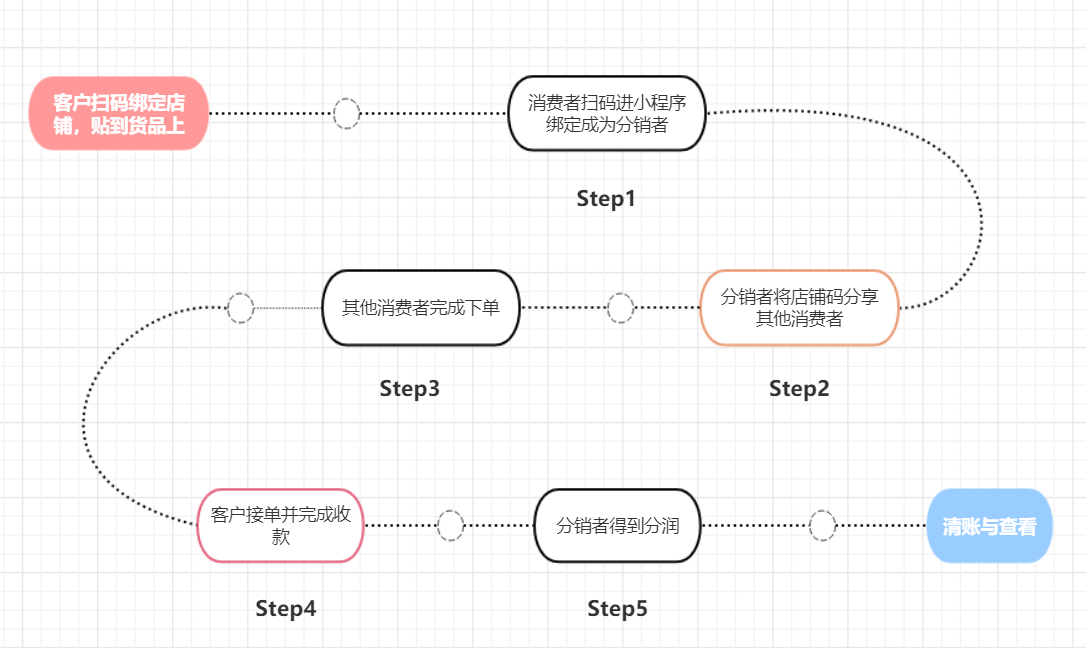 客户扫码绑定店
铺，贴到货品上
消费者扫码进小程序
绑定成为分销者
Step1
分销者将店铺码分享
其他消费者
Step2
其他消费者完成下单
Step3
客户接单并完成收
款
Step4
分销者得到分润
Step5
清账与查看